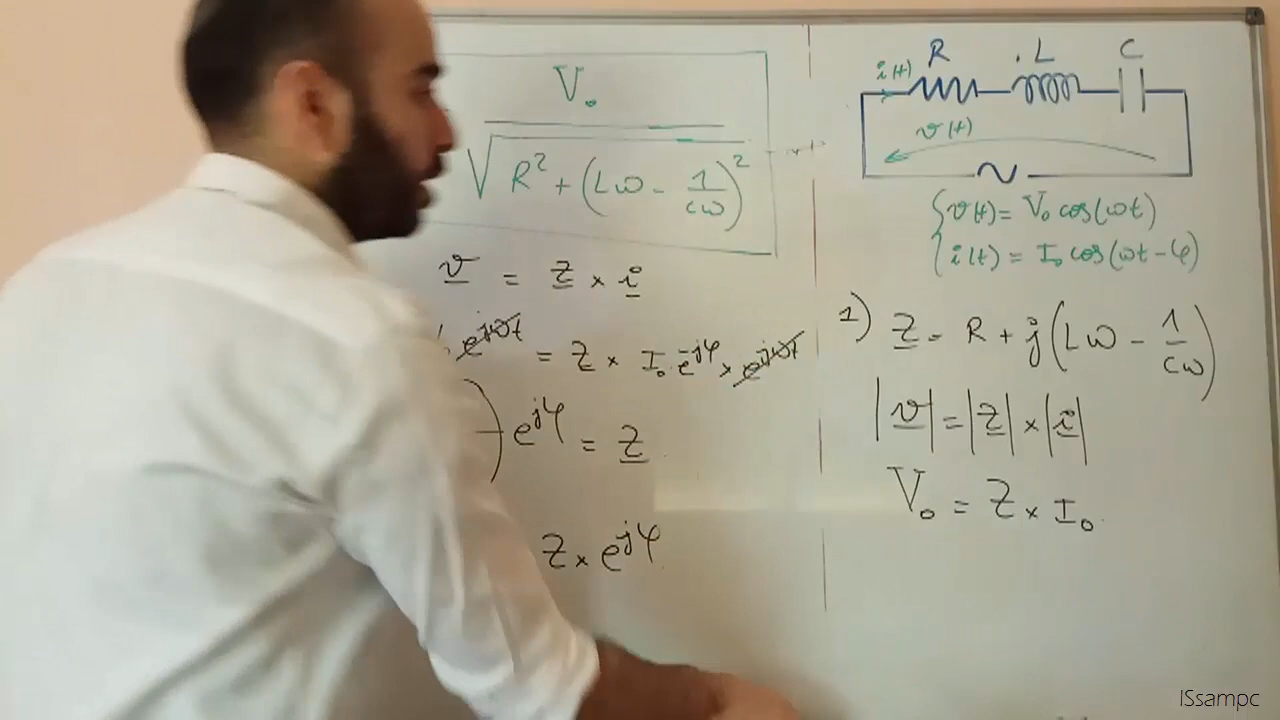 V₀
√ R² + (Lω - 1/cω)²
v = Z × i
e^jωt = Z × I₀ e^-jφ × e^jωt
) e^jφ = Z
Z × e^jφ
R L C
i(t)
v(t)
{ v(t) = V₀ cos(ωt)
i(t) = I₀ cos(ωt - φ)
1) Z = R + j(Lω - 1/cω)
|v| = |Z| × |i|
V₀ = Z × I₀
ISsampc